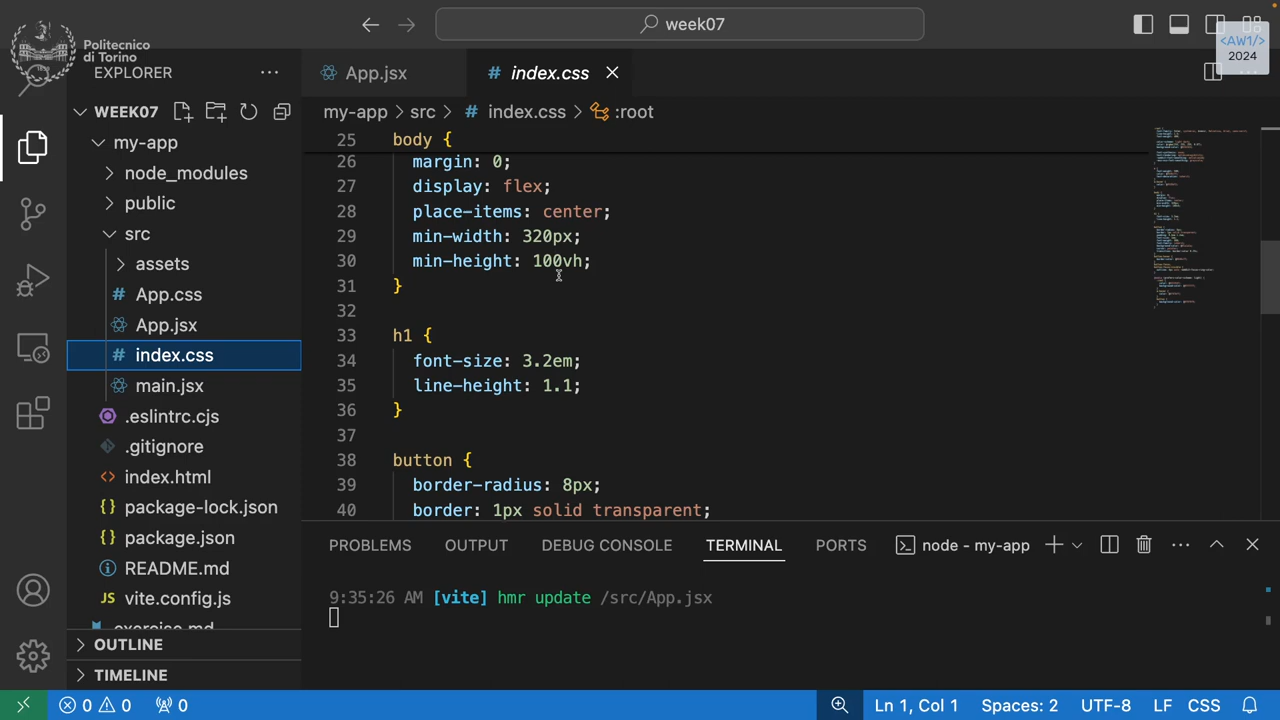 week07
Politecnico
di Torino
<AW1/>
2024
EXPLORER
App.jsx
# index.css
WEEK07
my-app > src > # index.css > :root
my-app
node_modules
public
src
assets
# App.css
App.jsx
# index.css
main.jsx
.eslintrc.cjs
.gitignore
<> index.html
{} package-lock.json
{} package.json
README.md
JS vite.config.js
exercise.md
OUTLINE
TIMELINE
25 body {
26 margin: 0;
27 display: flex;
28 place-items: center;
29 min-width: 320px;
30 min-height: 100vh;
31 }
32
33 h1 {
34 font-size: 3.2em;
35 line-height: 1.1;
36 }
37
38 button {
39 border-radius: 8px;
40 border: 1px solid transparent;
PROBLEMS OUTPUT DEBUG CONSOLE TERMINAL PORTS node - my-app
9:35:26 AM [vite] hmr update /src/App.jsx
0 0 0 Ln 1, Col 1 Spaces: 2 UTF-8 LF CSS